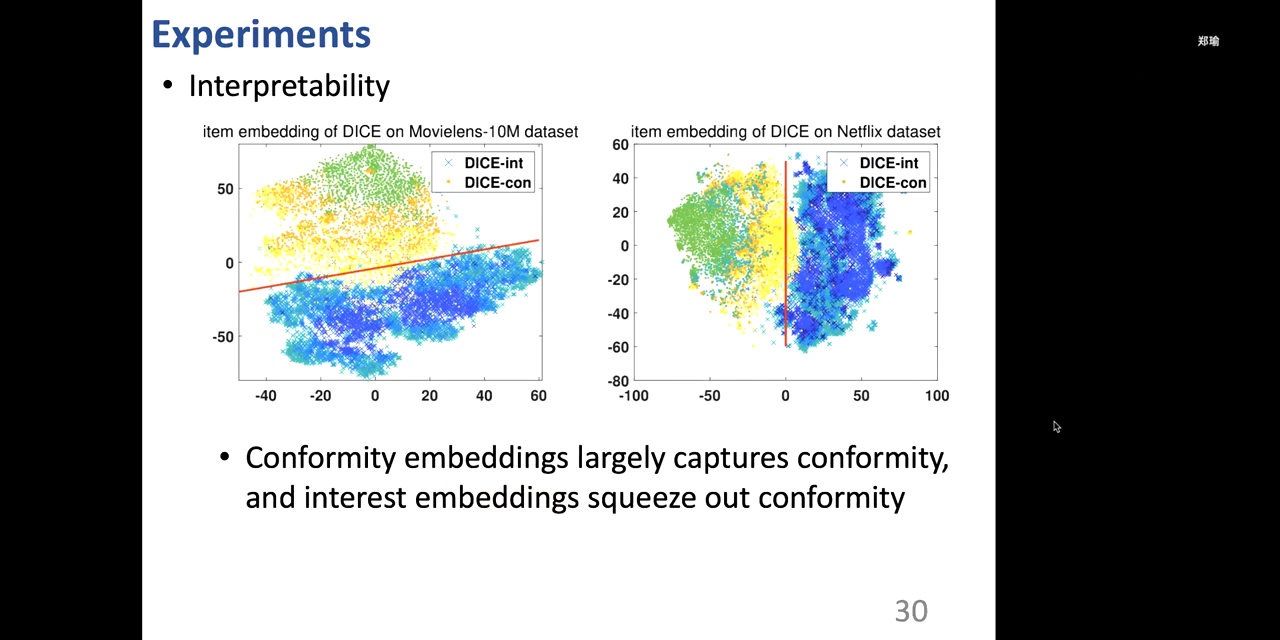 Experiments
• Interpretability
item embedding of DICE on Movielens-10M dataset
DICE-int
DICE-con
50
0
-50
-40 -20 0 20 40 60
item embedding of DICE on Netflix dataset
DICE-int
DICE-con
60
40
20
0
-20
-40
-60
-80
-100 -50 0 50 100
• Conformity embeddings largely captures conformity,
and interest embeddings squeeze out conformity
30
郑瑜